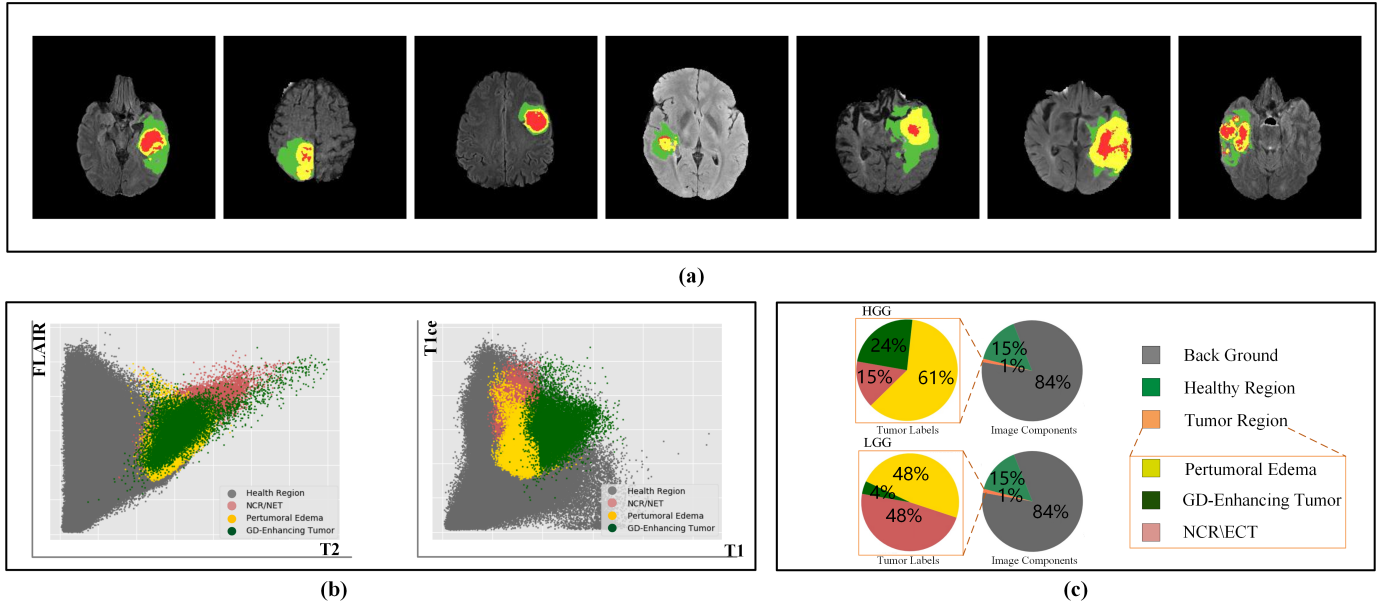 (a)
FLAIR
Health Region
NCR/NET
Pertumoral Edema
GD-Enhancing Tumor
T2
T1ce
Health Region
NCR/NET
Pertumoral Edema
GD-Enhancing Tumor
T1
(b)
HGG
24%
15%
61%
Tumor Labels
15%
1%
84%
Image Components
LGG
48%
4%
48%
Tumor Labels
15%
1%
84%
Image Components
Back Ground
Healthy Region
Tumor Region
Pertumoral Edema
GD-Enhancing Tumor
NCR\ECT
(c)